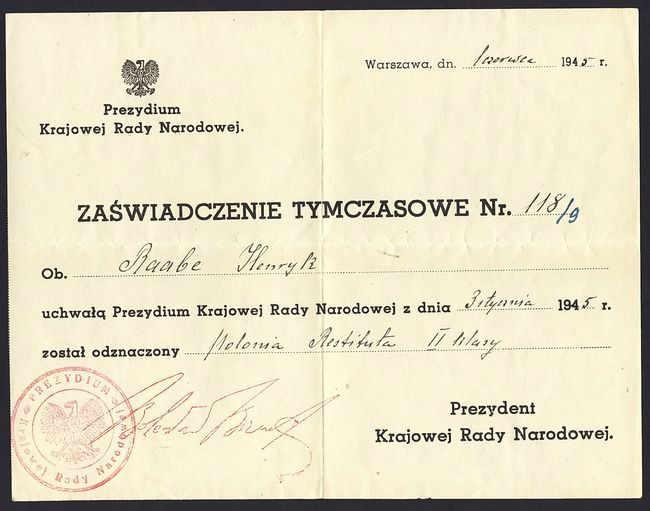 Prezydium
Krajowej Rady Narodowej.
Warszawa, dn. czerwca 1945 r.
ZAŚWIADCZENIE TYMCZASOWE Nr. 118/9
Ob. Raabe Henryk
uchwałą Prezydium Krajowej Rady Narodowej z dnia 3 stycznia 1945 r.
został odznaczony Polonia Restituta II klasy
PREZYDIUM
Krajowej Rady Narodowej
Prezydent
Krajowej Rady Narodowej.